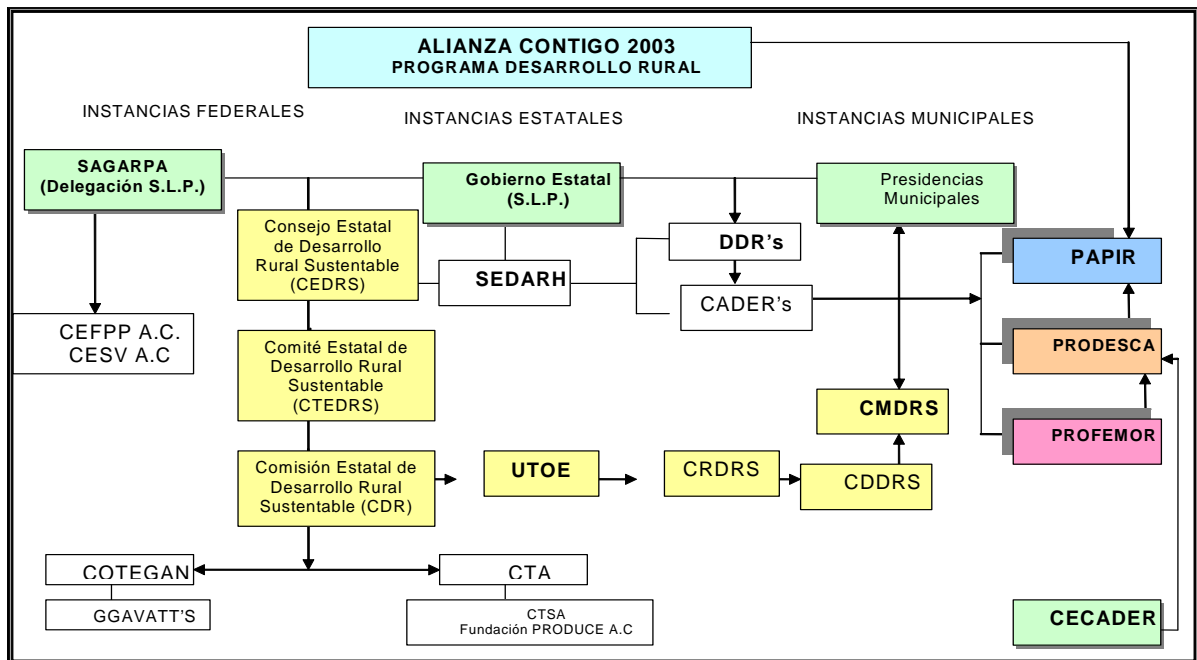 ALIANZA CONTIGO 2003
PROGRAMA DESARROLLO RURAL
INSTANCIAS FEDERALES
INSTANCIAS ESTATALES
INSTANCIAS MUNICIPALES
SAGARPA
(Delegación S.L.P.)
Gobierno Estatal
(S.L.P.)
Presidencias
Municipales
Consejo Estatal
de Desarrollo
Rural Sustentable
(CEDRS)
DDR's
SEDARH
CADER's
PAPIR
CEFPP A.C.
CESV A.C
Comité Estatal de
Desarrollo Rural
Sustentable
(CTEDRS)
PRODESCA
CMDRS
PROFEMOR
Comisión Estatal de
Desarrollo Rural
Sustentable (CDR)
UTOE
CRDRS
CDDRS
COTEGAN
CTA
GGAVATT'S
CTSA
Fundación PRODUCE A.C
CECADER